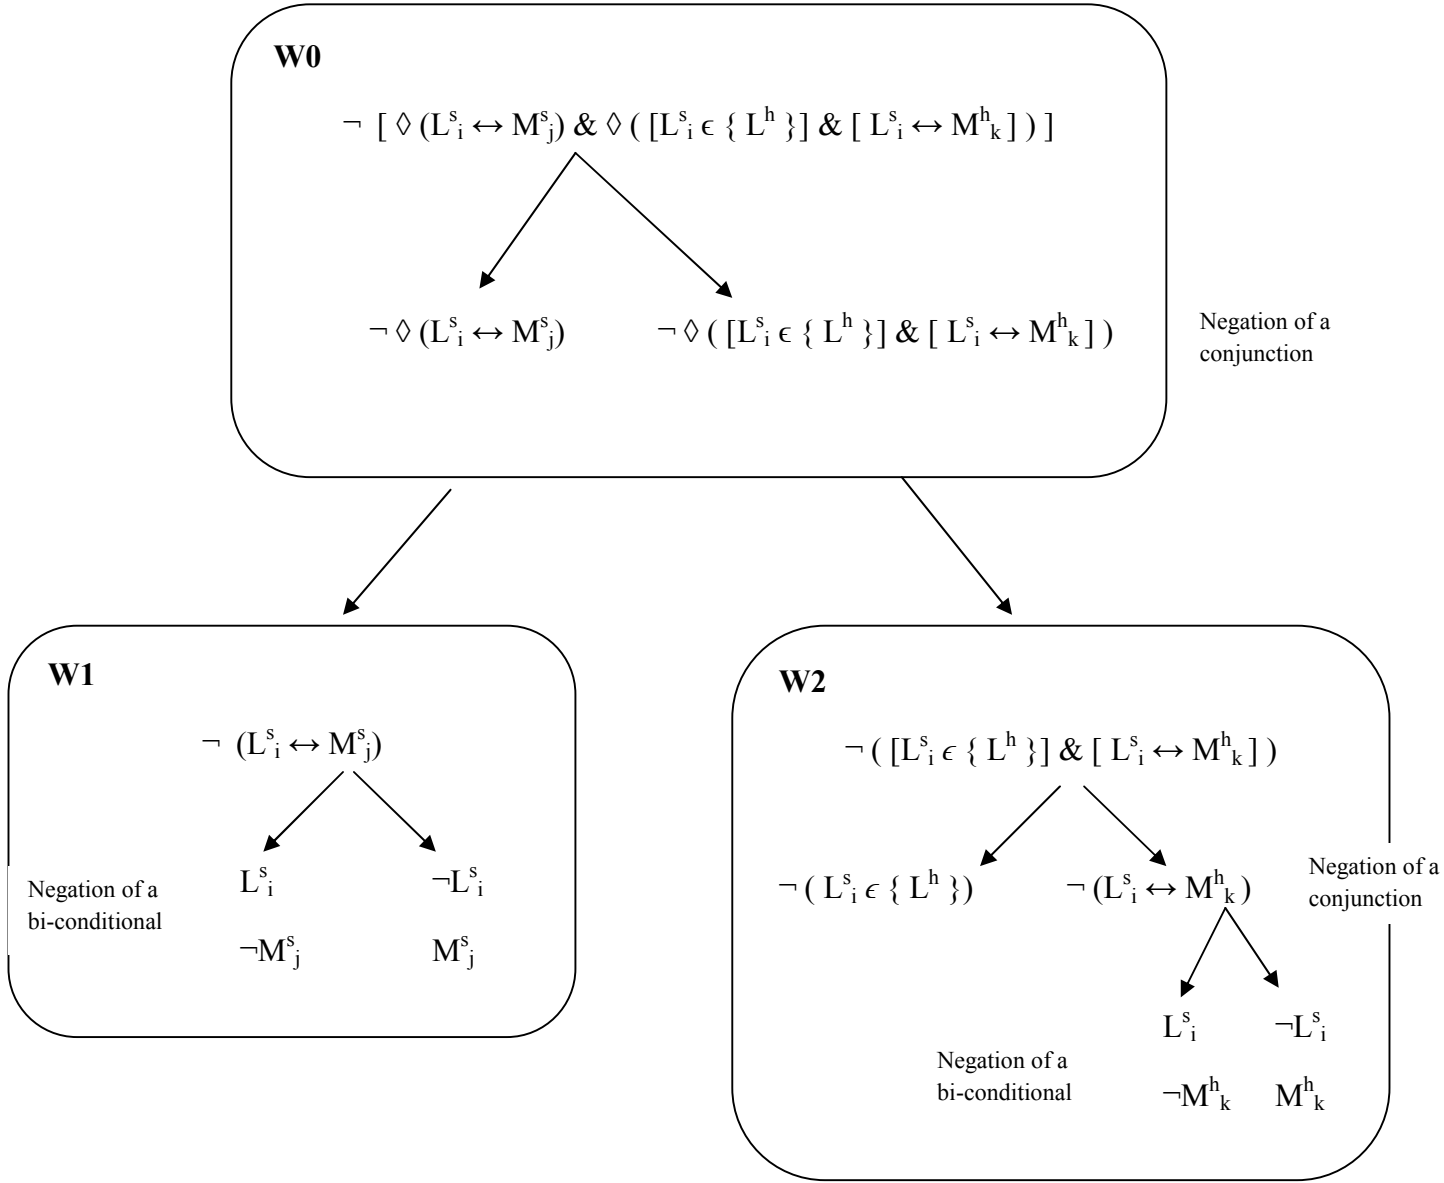 W0
¬ [ ◊ (Lˢᵢ ↔ Mˢⱼ) & ◊ ( [Lˢᵢ ϵ { Lʰ }] & [ Lˢᵢ ↔ Mʰₖ ] ) ]
¬ ◊ (Lˢᵢ ↔ Mˢⱼ)
¬ ◊ ( [Lˢᵢ ϵ { Lʰ }] & [ Lˢᵢ ↔ Mʰₖ ] )
Negation of a
conjunction
W1
¬ (Lˢᵢ ↔ Mˢⱼ)
Lˢᵢ
¬Lˢᵢ
Negation of a
bi-conditional
¬Mˢⱼ
Mˢⱼ
W2
¬ ( [Lˢᵢ ϵ { Lʰ }] & [ Lˢᵢ ↔ Mʰₖ ] )
¬ ( Lˢᵢ ϵ { Lʰ })
¬ (Lˢᵢ ↔ Mʰₖ)
Negation of a
conjunction
Lˢᵢ
¬Lˢᵢ
Negation of a
bi-conditional
¬Mʰₖ
Mʰₖ